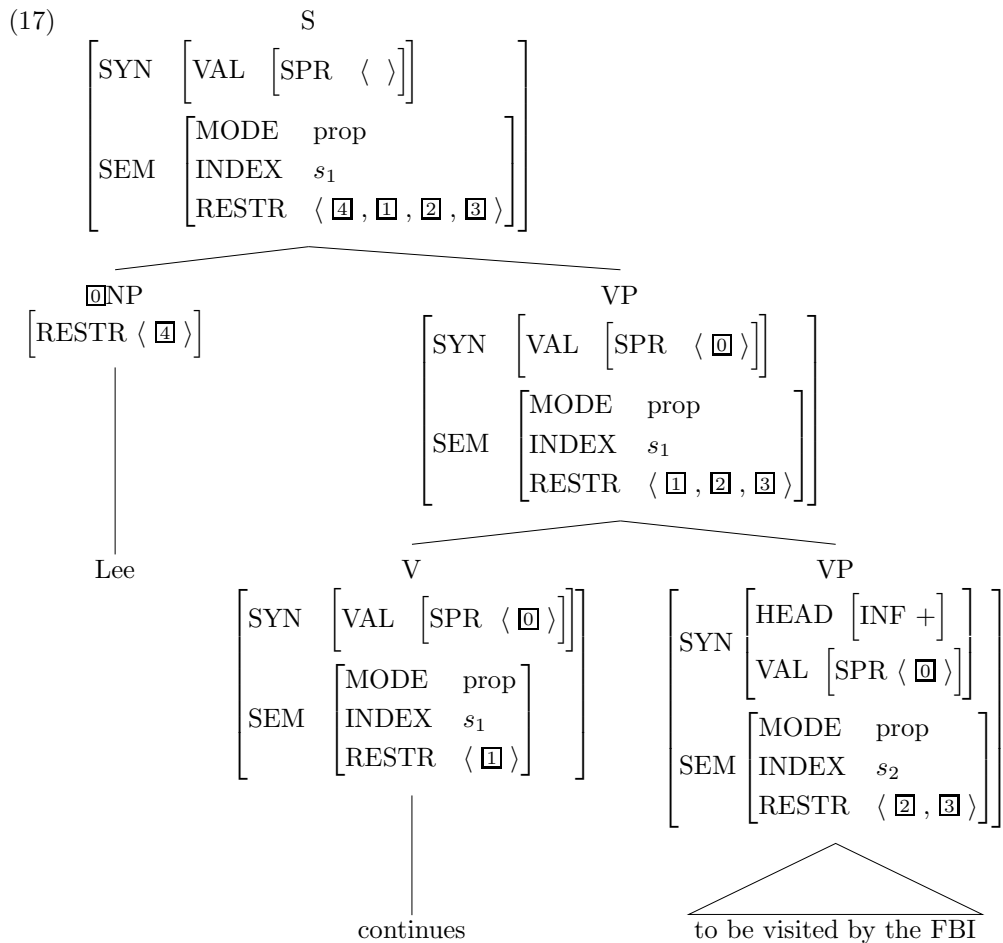 (17)
S
[SYN [VAL [SPR ⟨ ⟩]]
SEM [MODE prop
INDEX s₁
RESTR ⟨ 4 , 1 , 2 , 3 ⟩]]
0NP
[RESTR ⟨ 4 ⟩]
VP
[SYN [VAL [SPR ⟨ 0 ⟩]]
SEM [MODE prop
INDEX s₁
RESTR ⟨ 1 , 2 , 3 ⟩]]
Lee
V
[SYN [VAL [SPR ⟨ 0 ⟩]]
SEM [MODE prop
INDEX s₁
RESTR ⟨ 1 ⟩]]
VP
[SYN [HEAD [INF +]
VAL [SPR ⟨ 0 ⟩]]
SEM [MODE prop
INDEX s₂
RESTR ⟨ 2 , 3 ⟩]]
continues
to be visited by the FBI